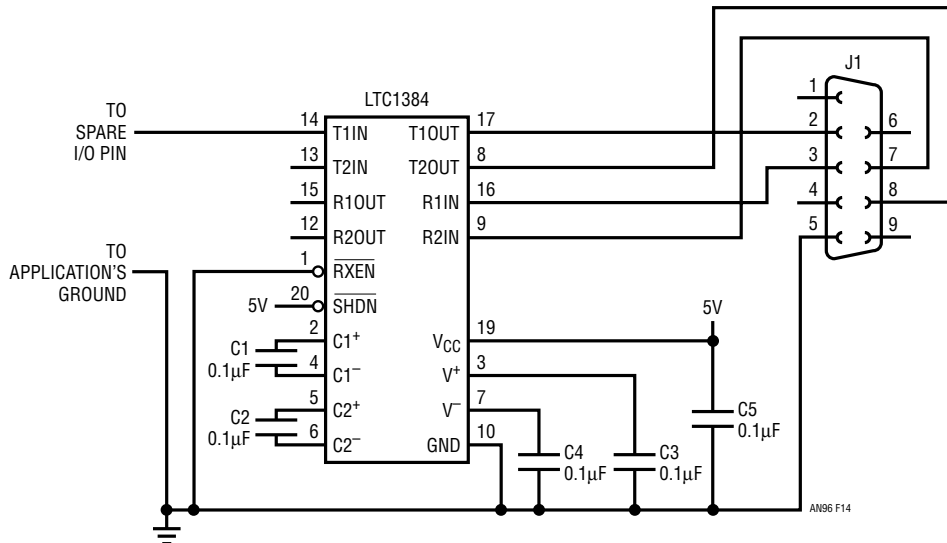 J1
LTC1384
TO
SPARE
I/O PIN
14 T1IN T1OUT 17
13 T2IN T2OUT 8
15 R1OUT R1IN 16
12 R2OUT R2IN 9
1 RXEN
5V 20 SHDN
2 C1+
4 C1–
5 C2+
6 C2–
VCC 19
V+ 3
V– 7
GND 10
1
2
3
4
5
6
7
8
9
TO
APPLICATION'S
GROUND
5V
C1
0.1µF
C2
0.1µF
C4
0.1µF
C3
0.1µF
C5
0.1µF
AN96 F14